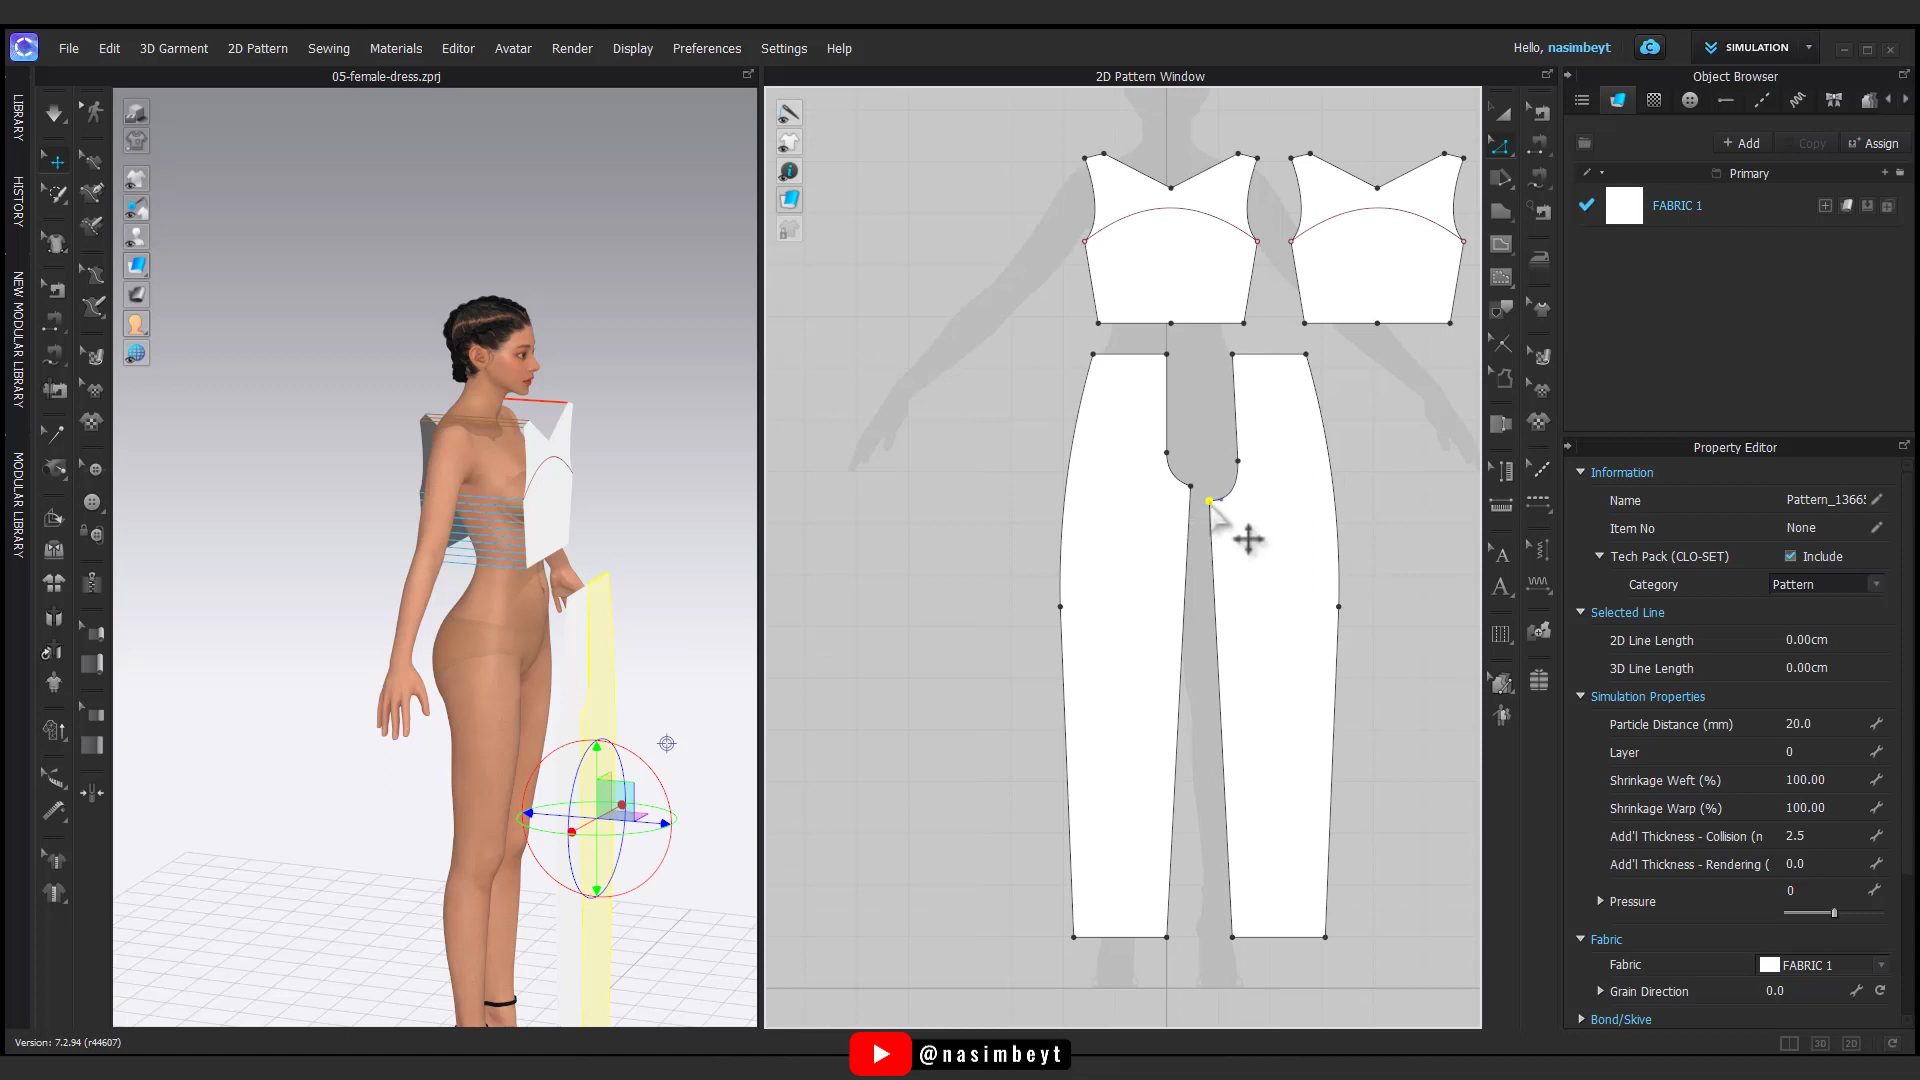 File Edit 3D Garment 2D Pattern Sewing Materials Editor Avatar Render Display Preferences Settings Help
Hello, nasimbeyt
SIMULATION
05-female-dress.zprj
2D Pattern Window
Object Browser
LIBRARY
HISTORY
NEW MODULAR LIBRARY
MODULAR LIBRARY
+ Add
Copy
Assign
Primary
FABRIC 1
Property Editor
Information
Name Pattern_1366
Item No None
Tech Pack (CLO-SET) Include
Category Pattern
Selected Line
2D Line Length 0.00cm
3D Line Length 0.00cm
Simulation Properties
Particle Distance (mm) 20.0
Layer 0
Shrinkage Weft (%) 100.00
Shrinkage Warp (%) 100.00
Add'l Thickness - Collision (n 2.5
Add'l Thickness - Rendering ( 0.0
Pressure 0
Fabric
Fabric FABRIC 1
Grain Direction 0.0
Bond/Skive
Version: 7.2.94 (r44607)
3D 2D
@nasimbeyt